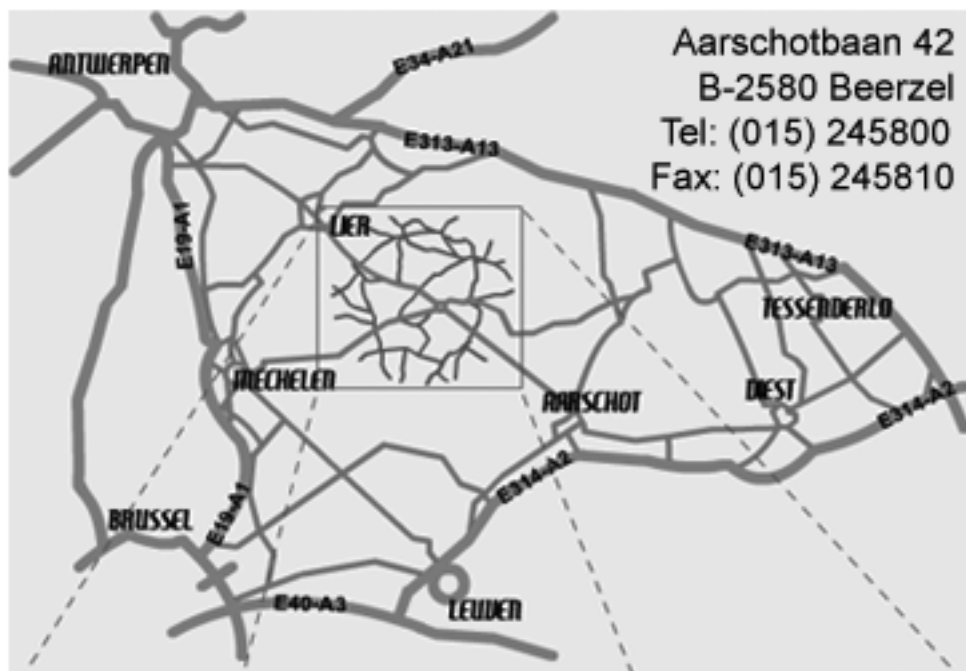 Aarschotbaan 42
B-2580 Beerzel
Tel: (015) 245800
Fax: (015) 245810
ANTWERPEN
E34-A21
E313-A13
LIER
E19-A1
E313-A13
TESSENDERLO
MECHELEN
AARSCHOT
DIEST
E314-A2
E314-A2
E19-A1
BRUSSEL
E40-A3
LEUVEN